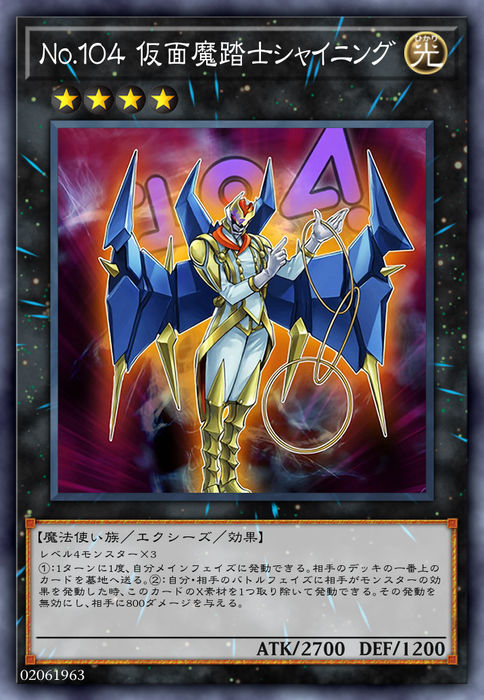 No.104 仮面魔踏士シャイニング
ひかり
光
104
【魔法使い族／エクシーズ／効果】
レベル4モンスター×3
①：1ターンに1度、自分メインフェイズに発動できる。相手のデッキの一番上の
カードを墓地へ送る。②：自分・相手のバトルフェイズに相手がモンスターの効
果を発動した時、このカードのX素材を1つ取り除いて発動できる。その発動を
無効にし、相手に800ダメージを与える。
ATK/2700 DEF/1200
02061963